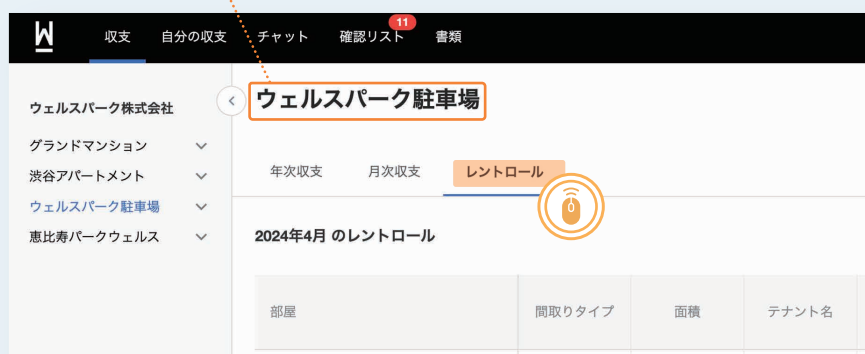 W 収支 自分の収支 チャット 確認リスト 11 書類
ウェルスパーク株式会社
グランドマンション
渋谷アパートメント
ウェルスパーク駐車場
恵比寿パークウェルス
ウェルスパーク駐車場
年次収支 月次収支 レントロール
2024年4月 のレントロール
部屋 間取りタイプ 面積 テナント名